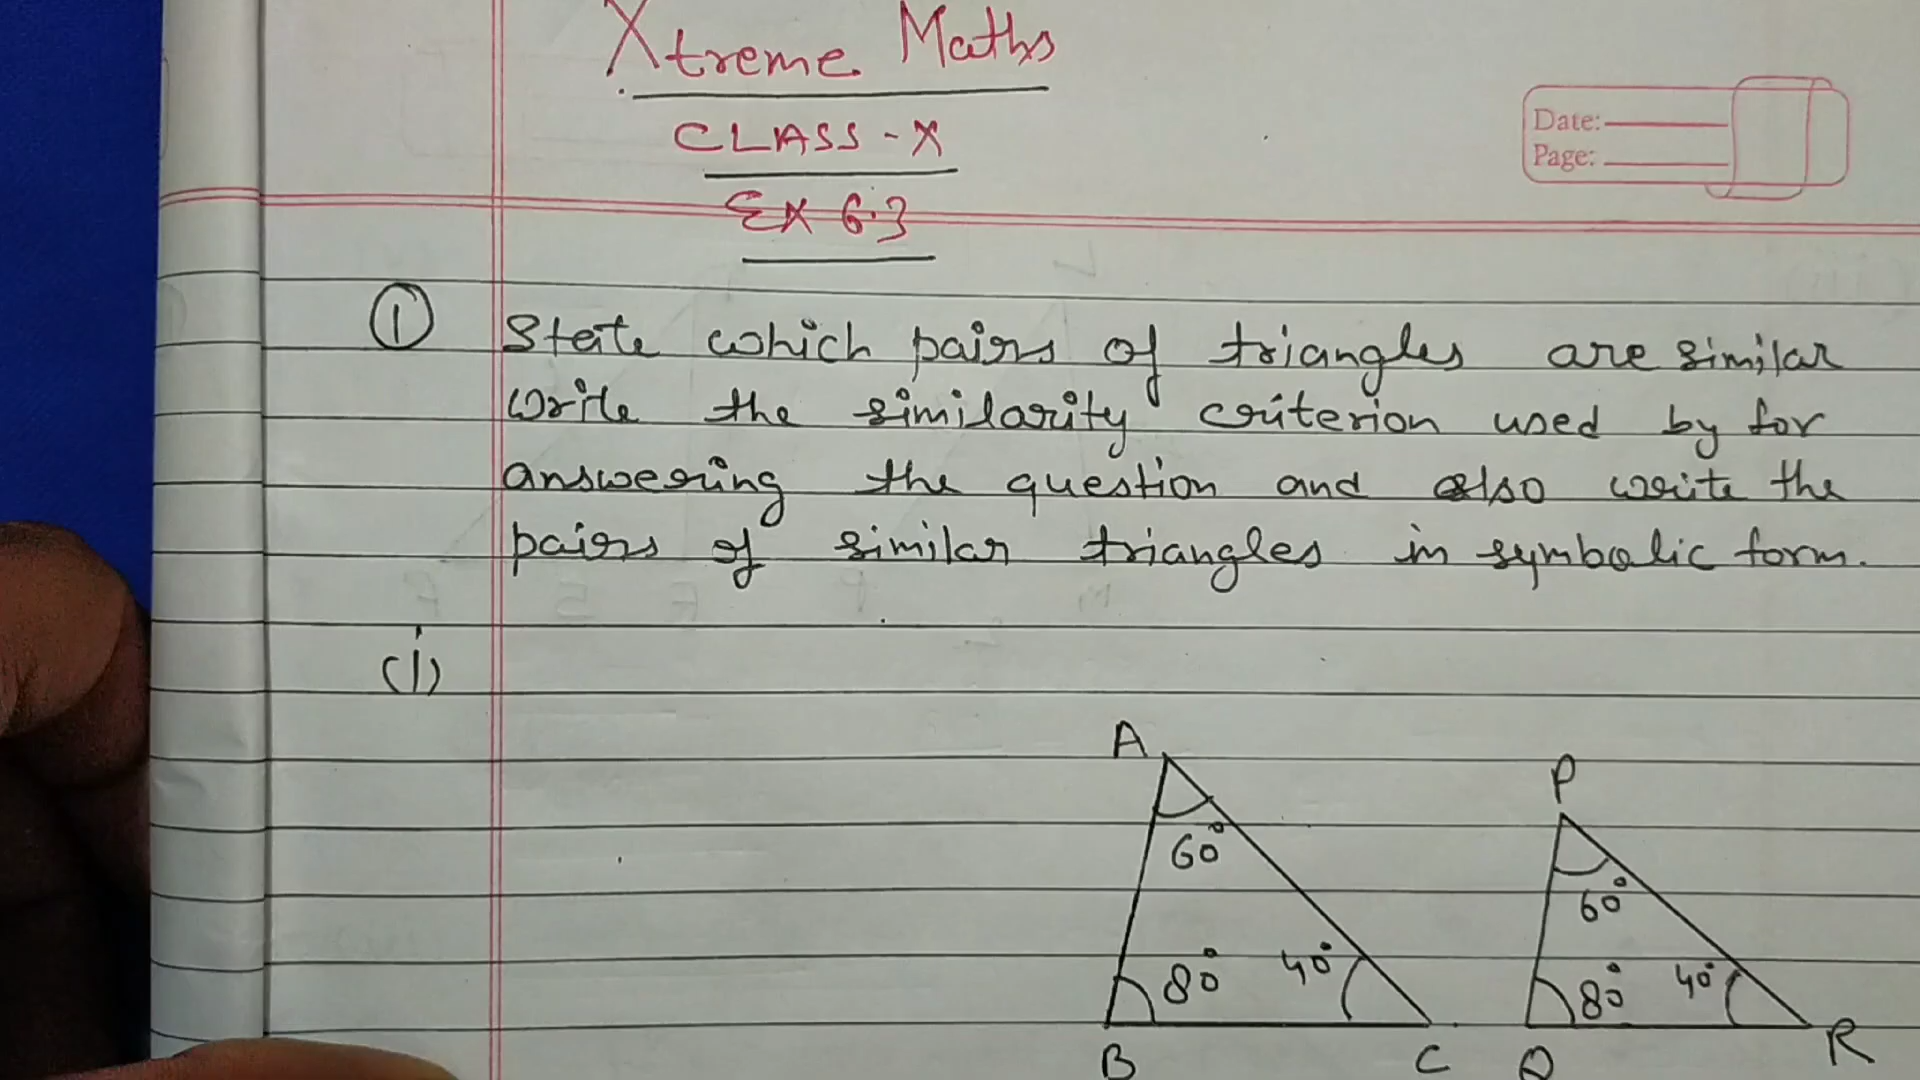 Xtreme Maths
CLASS - X
Date:
Page:
EX 6.3
① State which pairs of triangles are similar
Write the similarity criterion used by for
answering the question and also write the
pairs of similar triangles in symbolic form.
(i)
A
P
60°
60°
80° 40°
80° 40°
B C Q R